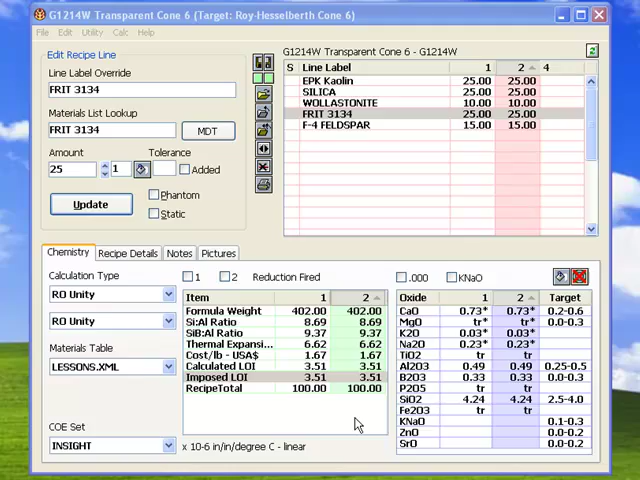 G1214W Transparent Cone 6 (Target: Roy-Hesselberth Cone 6)
File Edit Utility Calc Help
Edit Recipe Line
Line Label Override
FRIT 3134
Materials List Lookup
FRIT 3134 MDT
Amount Tolerance
25 1 Added
Update Phantom
Static
G1214W Transparent Cone 6 - G1214W
S Line Label 1 2 4
EPK Kaolin 25.00 25.00
SILICA 25.00 25.00
WOLLASTONITE 10.00 10.00
FRIT 3134 25.00 25.00
F-4 FELDSPAR 15.00 15.00
Chemistry Recipe Details Notes Pictures
Calculation Type
RO Unity
RO Unity
Materials Table
LESSONS.XML
COE Set
INSIGHT x 10-6 in/in/degree C - linear
1 2 Reduction Fired
Item 1 2
Formula Weight 402.00 402.00
Si:Al Ratio 8.69 8.69
SiB:Al Ratio 9.37 9.37
Thermal Expansi... 6.62 6.62
Cost/lb - USA$ 1.67 1.67
Calculated LOI 3.51 3.51
Imposed LOI 3.51 3.51
RecipeTotal 100.00 100.00
.000 KNaO
Oxide 1 2 Target
CaO 0.73* 0.73* 0.2-0.6
MgO tr* tr* 0.0-0.3
K2O 0.03* 0.03*
Na2O 0.23* 0.23*
TiO2 tr tr
Al2O3 0.49 0.49 0.25-0.5
B2O3 0.33 0.33 0.0-0.3
P2O5 tr tr
SiO2 4.24 4.24 2.5-4.0
Fe2O3 tr tr
KNaO 0.1-0.3
ZnO 0.0-0.2
SrO 0.0-0.2